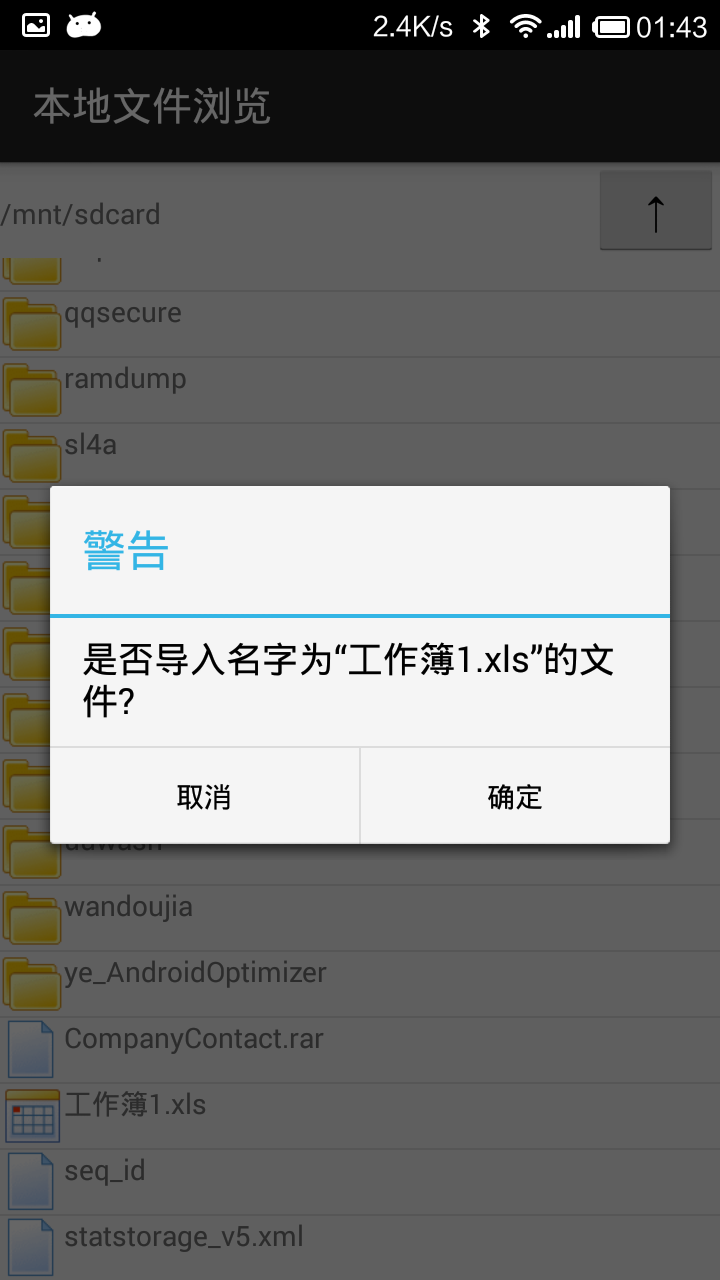 2.4K/s 01:43
本地文件浏览
/mnt/sdcard
↑
qqsecure
ramdump
sl4a
警告
是否导入名字为“工作簿1.xls”的文
件?
取消 确定
wandoujia
ye_AndroidOptimizer
CompanyContact.rar
工作簿1.xls
seq_id
statstorage_v5.xml